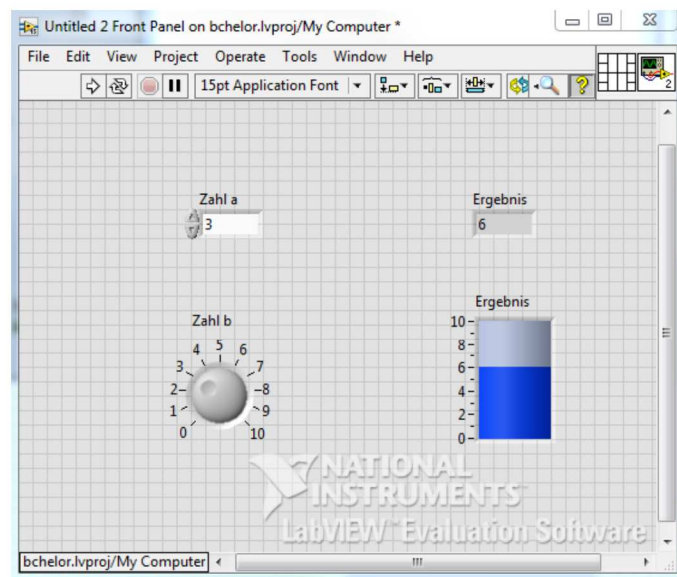 Untitled 2 Front Panel on bchelor.lvproj/My Computer *
File Edit View Project Operate Tools Window Help
15pt Application Font
2
Zahl a
3
Ergebnis
6
Zahl b
0 1 2 3 4 5 6 7 8 9 10
Ergebnis
10
8
6
4
2
0
NATIONAL
INSTRUMENTS
LabVIEW Evaluation Software
bchelor.lvproj/My Computer